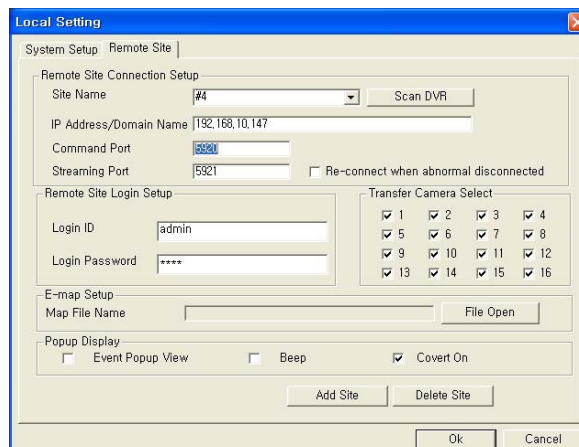 Local Setting
System Setup Remote Site
Remote Site Connection Setup
Site Name #4 Scan DVR
IP Address/Domain Name 192,168,10,147
Command Port 5920
Streaming Port 5921 Re-connect when abnormal disconnected
Remote Site Login Setup Transfer Camera Select
1 2 3 4
Login ID admin
5 6 7 8
9 10 11 12
Login Password ****
13 14 15 16
E-map Setup
Map File Name File Open
Popup Display
Event Popup View Beep Covert On
Add Site Delete Site
Ok Cancel